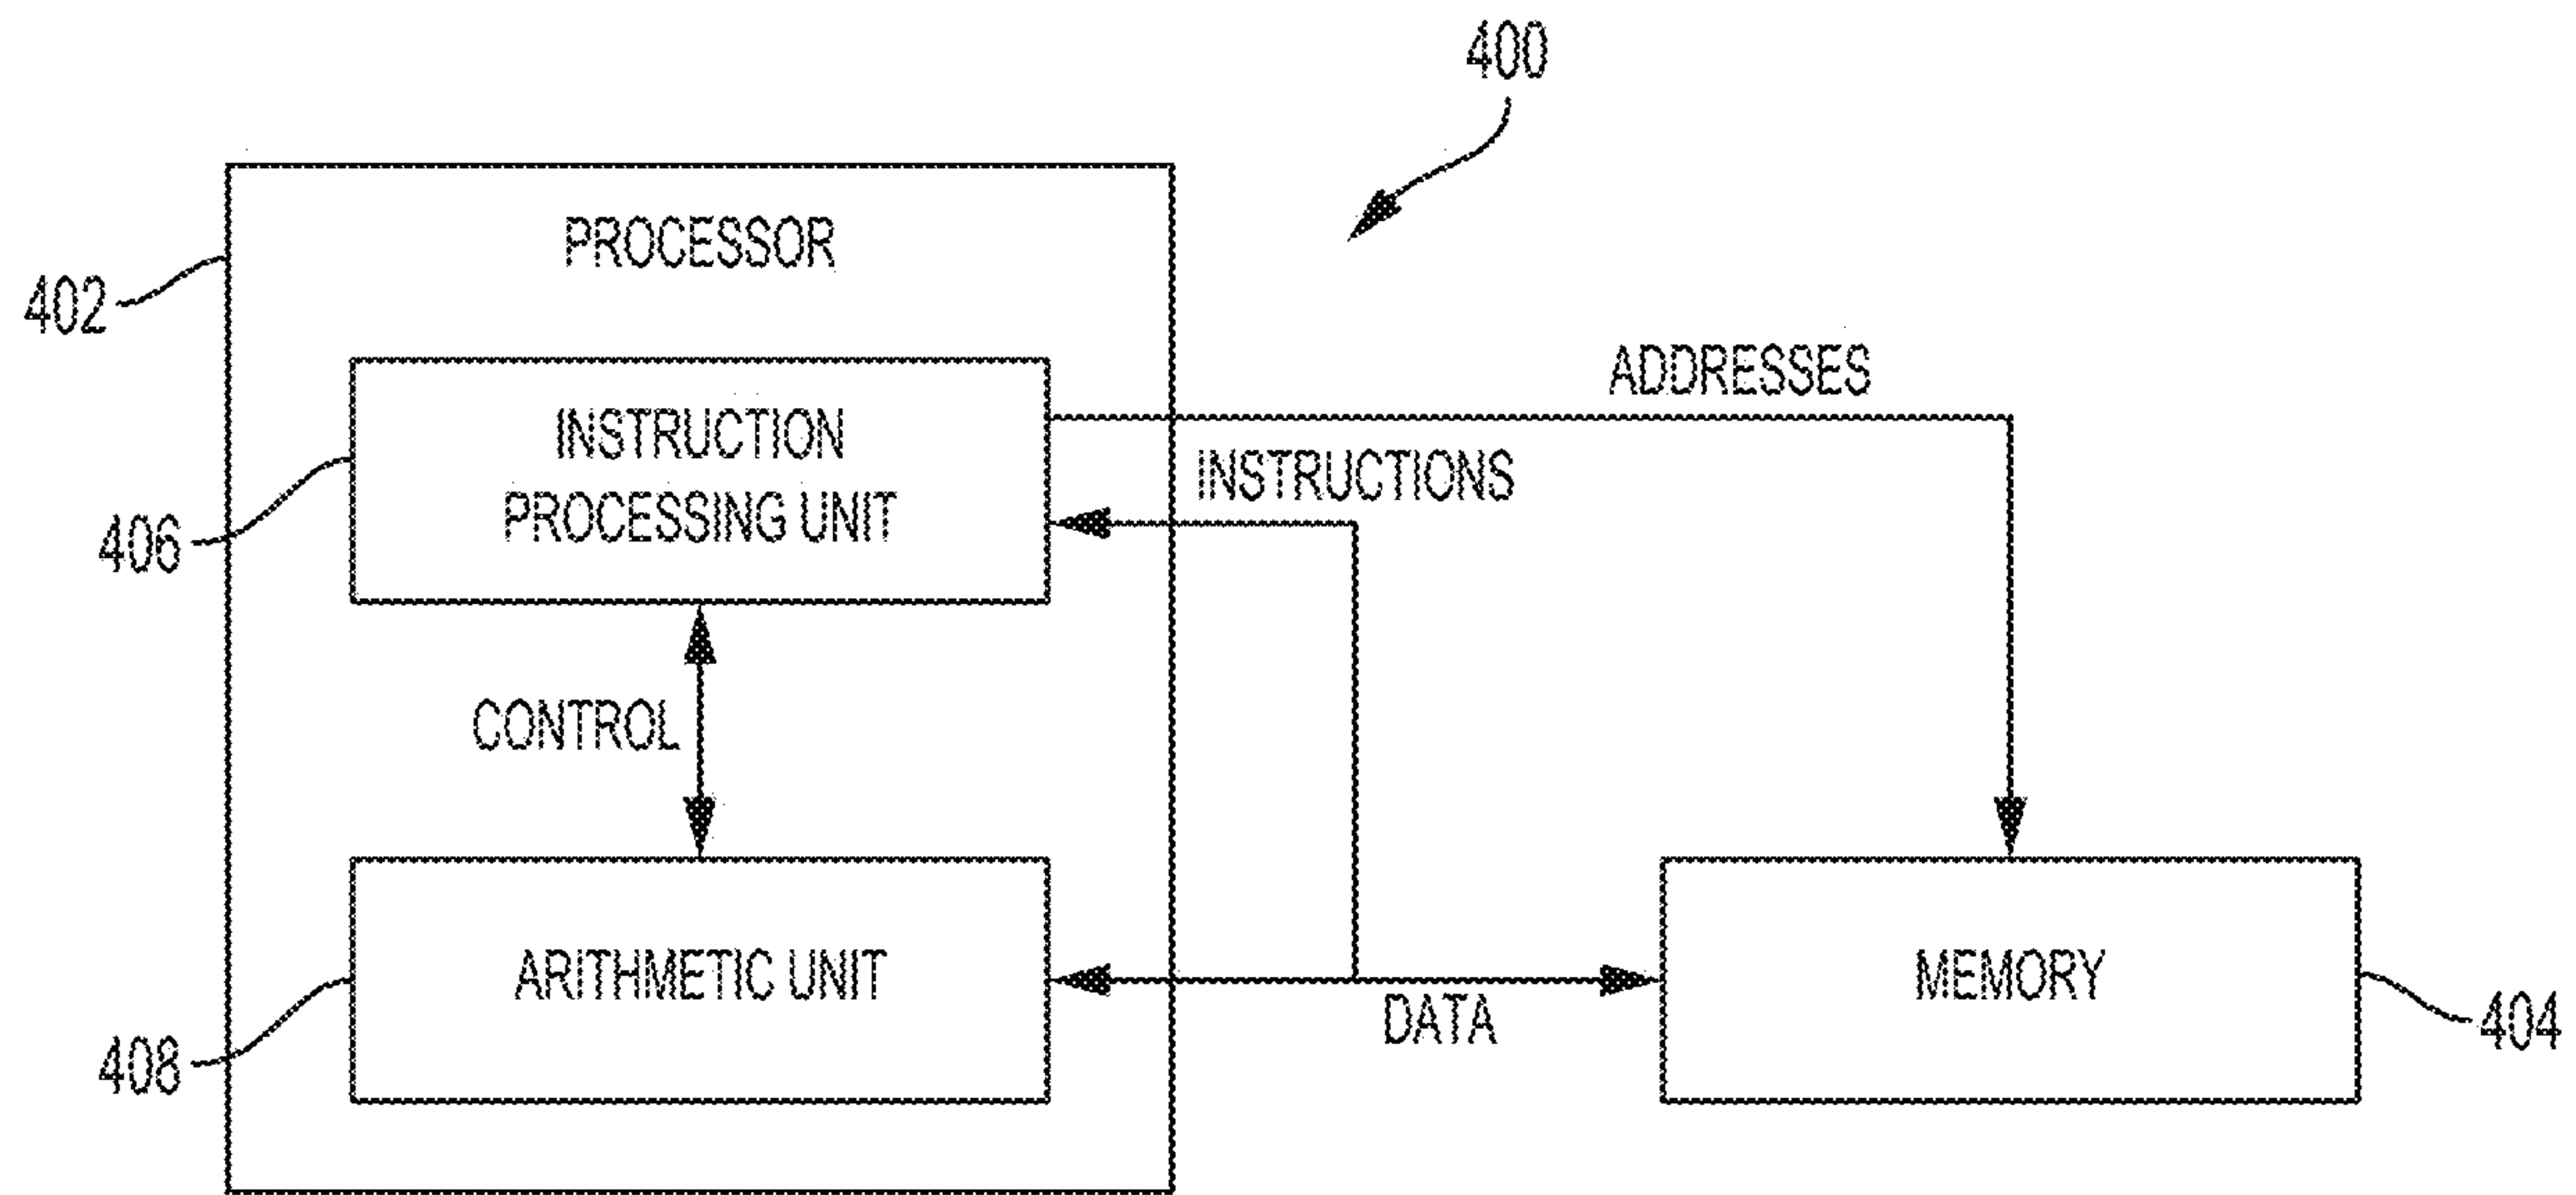 400
PROCESSOR
402
ADDRESSES
INSTRUCTION
PROCESSING UNIT
INSTRUCTIONS
406
CONTROL
ARITHMETIC UNIT
MEMORY
DATA
408
404